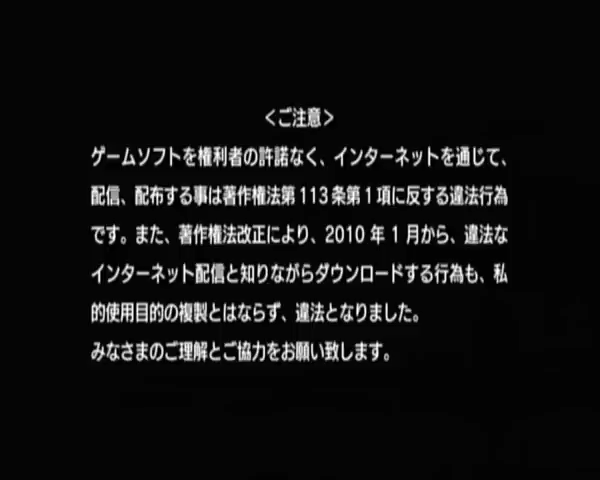 <ご注意>
ゲームソフトを権利者の許諾なく、インターネットを通じて、
配信、配布する事は著作権法第113条第1項に反する違法行為
です。また、著作権法改正により、2010年1月から、違法な
インターネット配信と知りながらダウンロードする行為も、私
的使用目的の複製とはならず、違法となりました。
みなさまのご理解とご協力をお願い致します。